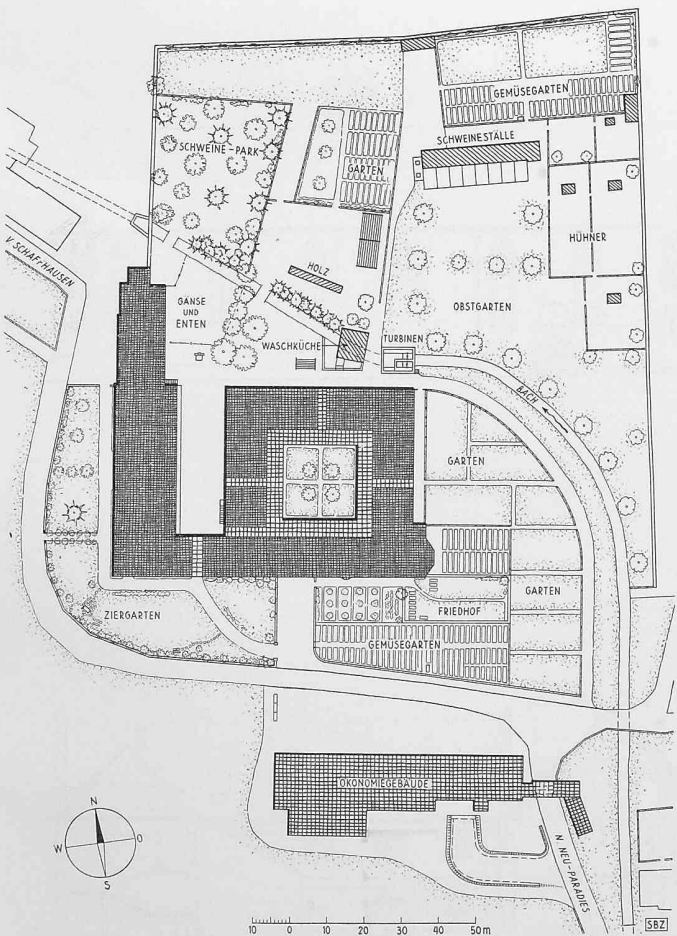 GEMÜSEGARTEN
SCHWEINE-PARK
GARTEN
SCHWEINESTÄLLE
V. SCHAFFHAUSEN
HÜHNER
HOLZ
GÄNSE
UND
ENTEN
OBSTGARTEN
WASCHKÜCHE
TURBINEN
BACH
GARTEN
ZIERGARTEN
FRIEDHOF
GARTEN
GEMÜSEGARTEN
ÖKONOMIEGEBÄUDE
N
W O
S
N. NEU-PARADIES
10 0 10 20 30 40 50 m
SBZ